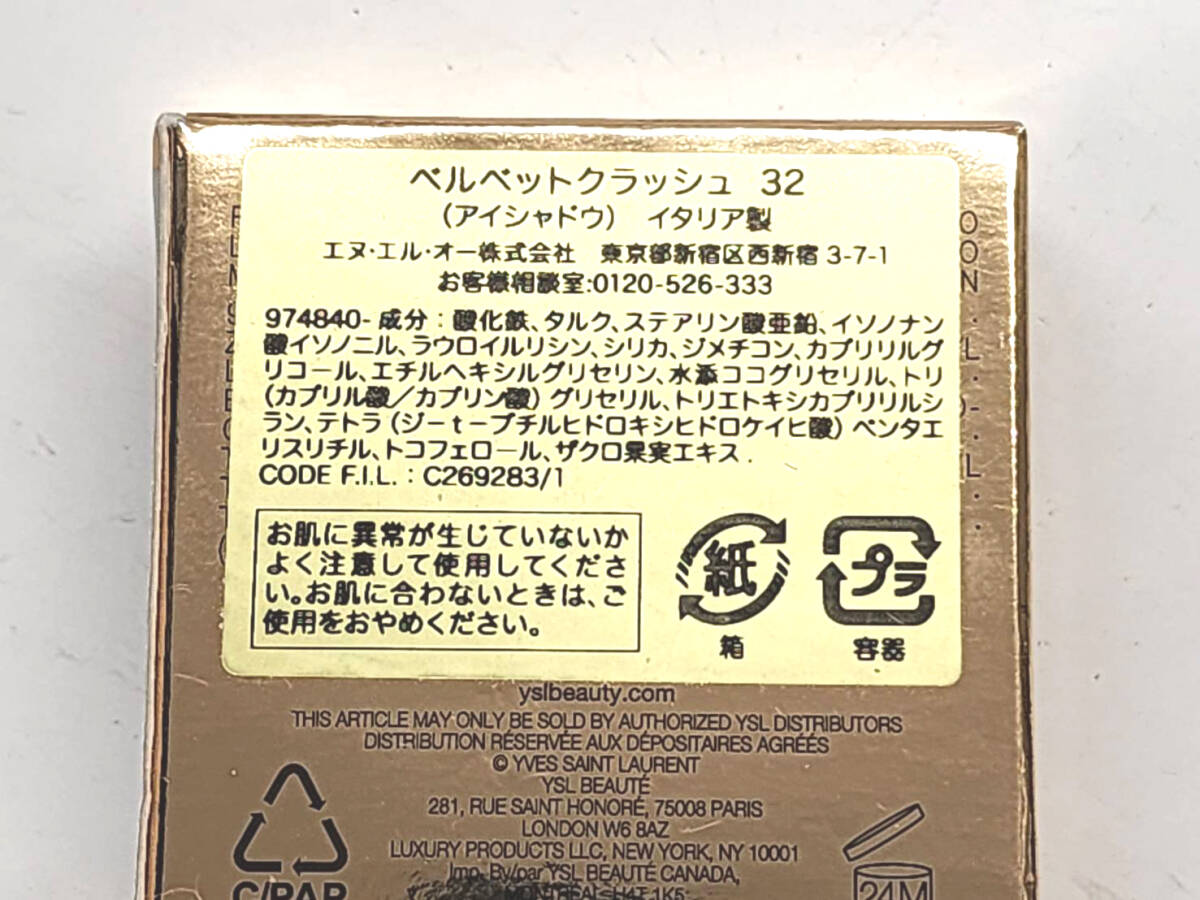 ベルベットクラッシュ 32
(アイシャドウ) イタリア製
エヌ・エル・オー株式会社 東京都新宿区西新宿 3-7-1
お客様相談室:0120-526-333
974840- 成分:酸化鉄、タルク、ステアリン酸亜鉛、イソノナン
酸イソノニル、ラウロイルリシン、シリカ、ジメチコン、カプリリルグ
リコール、エチルヘキシルグリセリン、水添ココグリセリル、トリ
(カプリル酸/カプリン酸) グリセリル、トリエトキシカプリリルシ
ラン、テトラ (ジーtーブチルヒドロキシヒドロケイヒ酸) ペンタエ
リスリチル、トコフェロール、ザクロ果実エキス.
CODE F.I.L. : C269283/1
お肌に異常が生じていないか
よく注意して使用してくださ
い。お肌に合わないときは、ご
使用をおやめください。
紙
箱
プラ
容器
yslbeauty.com
THIS ARTICLE MAY ONLY BE SOLD BY AUTHORIZED YSL DISTRIBUTORS
DISTRIBUTION RÉSERVÉE AUX DÉPOSITAIRES AGRÉÉS
© YVES SAINT LAURENT
YSL BEAUTÉ
281, RUE SAINT HONORÉ, 75008 PARIS
LONDON W6 8AZ
LUXURY PRODUCTS LLC, NEW YORK, NY 10001
Imp. By/par YSL BEAUTÉ CANADA,
MONTREAL H4T 1K5
C/PAP
24M